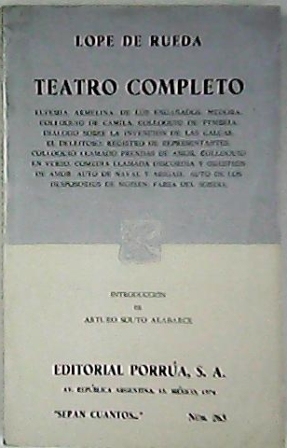 LOPE DE RUEDA
TEATRO COMPLETO
EUFEMIA. ARMELINA. DE LOS ENGAÑADOS. MEDORA.
COLLOQUIO DE CAMILA. COLLOQUIO DE TYMBRIA.
DIALOGO SOBRE LA INVENCION DE LAS CALÇAS.
EL DELEITOSO. REGISTRO DE REPRESENTANTES.
COLLOQUIO LLAMADO PRENDAS DE AMOR. COLLOQUIO
EN VERSO. COMEDIA LLAMADA DISCORDIA Y QUESTION
DE AMOR. AUTO DE NAVAL Y ABIGAIL. AUTO DE LOS
DESPOSORIOS DE MOISEN. FARSA DEL SORDO.
INTRODUCCIÓN
DE
ARTURO SOUTO ALABARCE
EDITORIAL PORRÚA, S. A.
AV. REPÚBLICA ARGENTINA, 15, MÉXICO, 1974
"SEPAN CUANTOS..." NÚM.